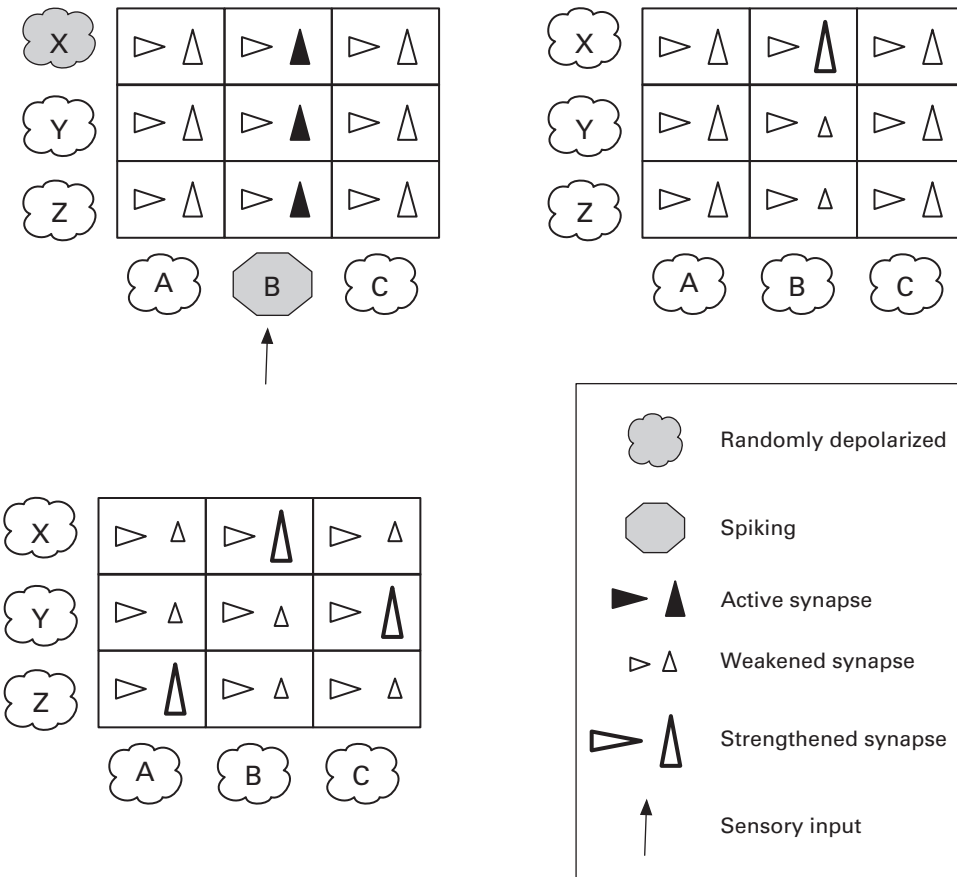 X
Y
Z
A B C
X
Y
Z
A B C
X
Y
Z
A B C
Randomly depolarized
Spiking
Active synapse
Weakened synapse
Strengthened synapse
Sensory input